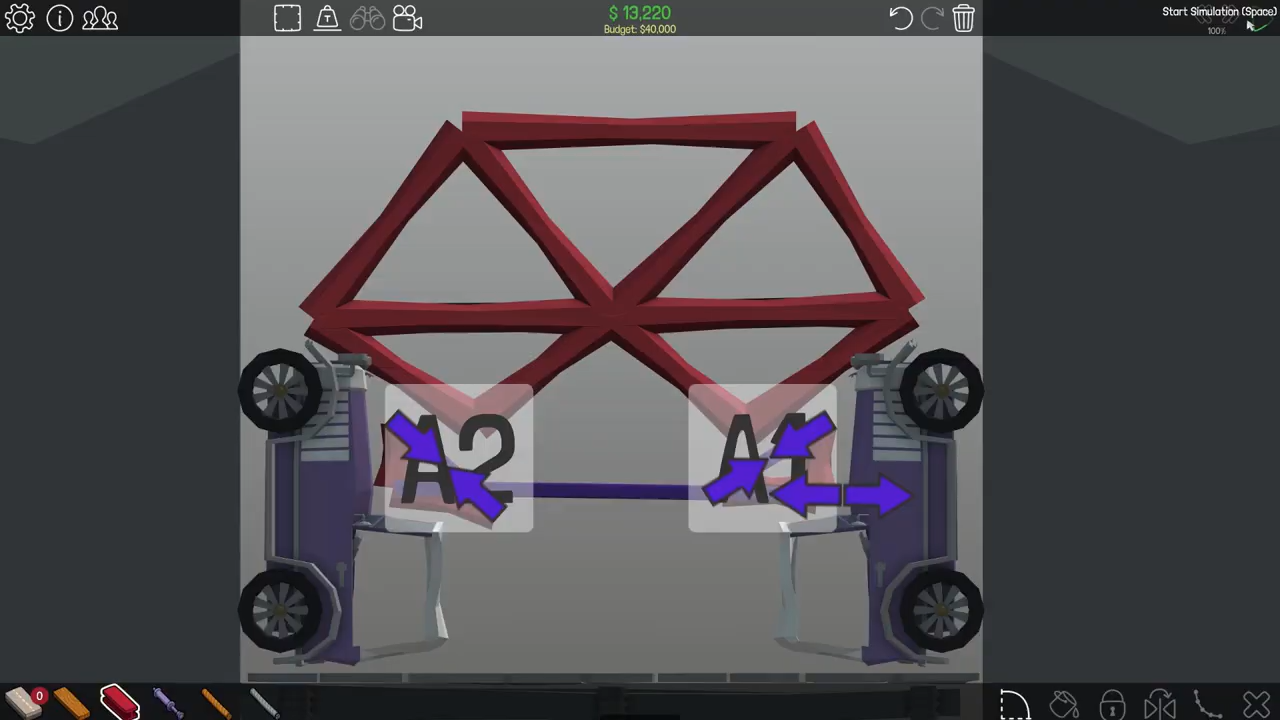 $ 13,220
Budget: $40,000
Start Simulation (Space)
100%
T
A2
A1
0